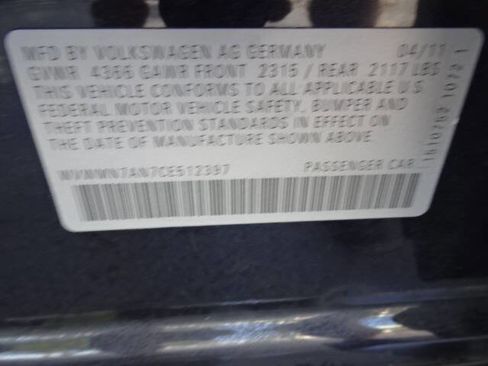 MFD BY VOLKSWAGEN AG GERMANY 04/11
GVWR 4366 GAWR FRONT 2315 / REAR 2117 LBS
THIS VEHICLE CONFORMS TO ALL APPLICABLE U.S.
FEDERAL MOTOR VEHICLE SAFETY, BUMPER AND
THEFT PREVENTION STANDARDS IN EFFECT ON
THE DATE OF MANUFACTURE SHOWN ABOVE.
PASSENGER CAR